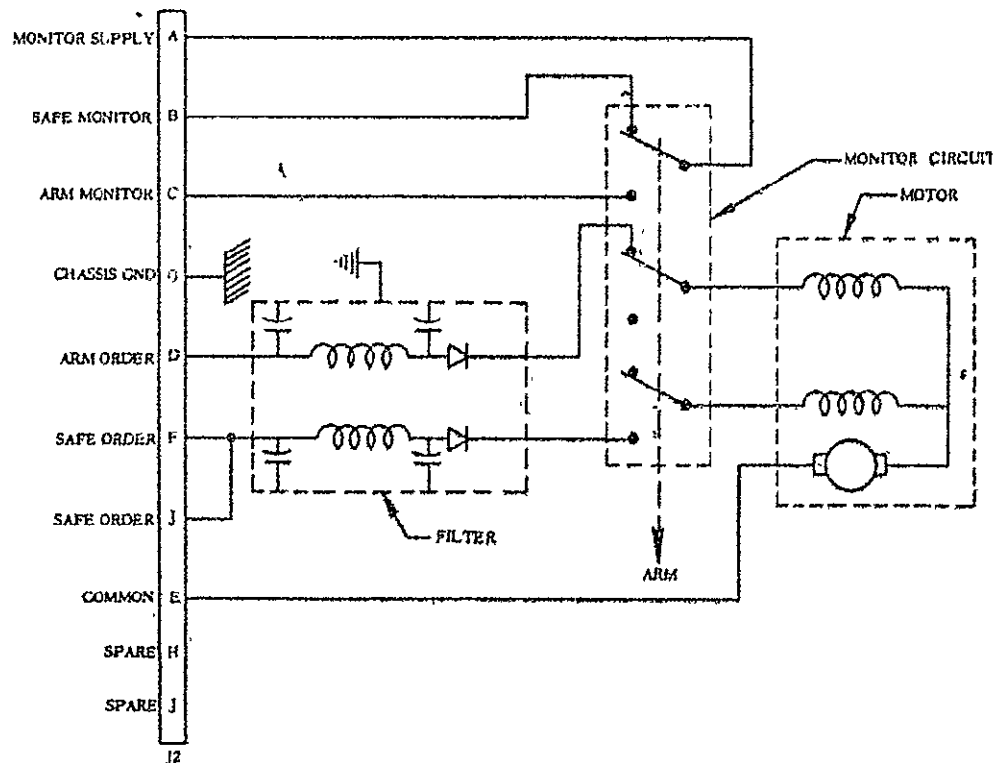 MONITOR SUPPLY A
SAFE MONITOR B
ARM MONITOR C
CHASSIS GND G
ARM ORDER D
SAFE ORDER F
SAFE ORDER J
COMMON E
SPARE H
SPARE J
J2
MONITOR CIRCUIT
MOTOR
FILTER
ARM